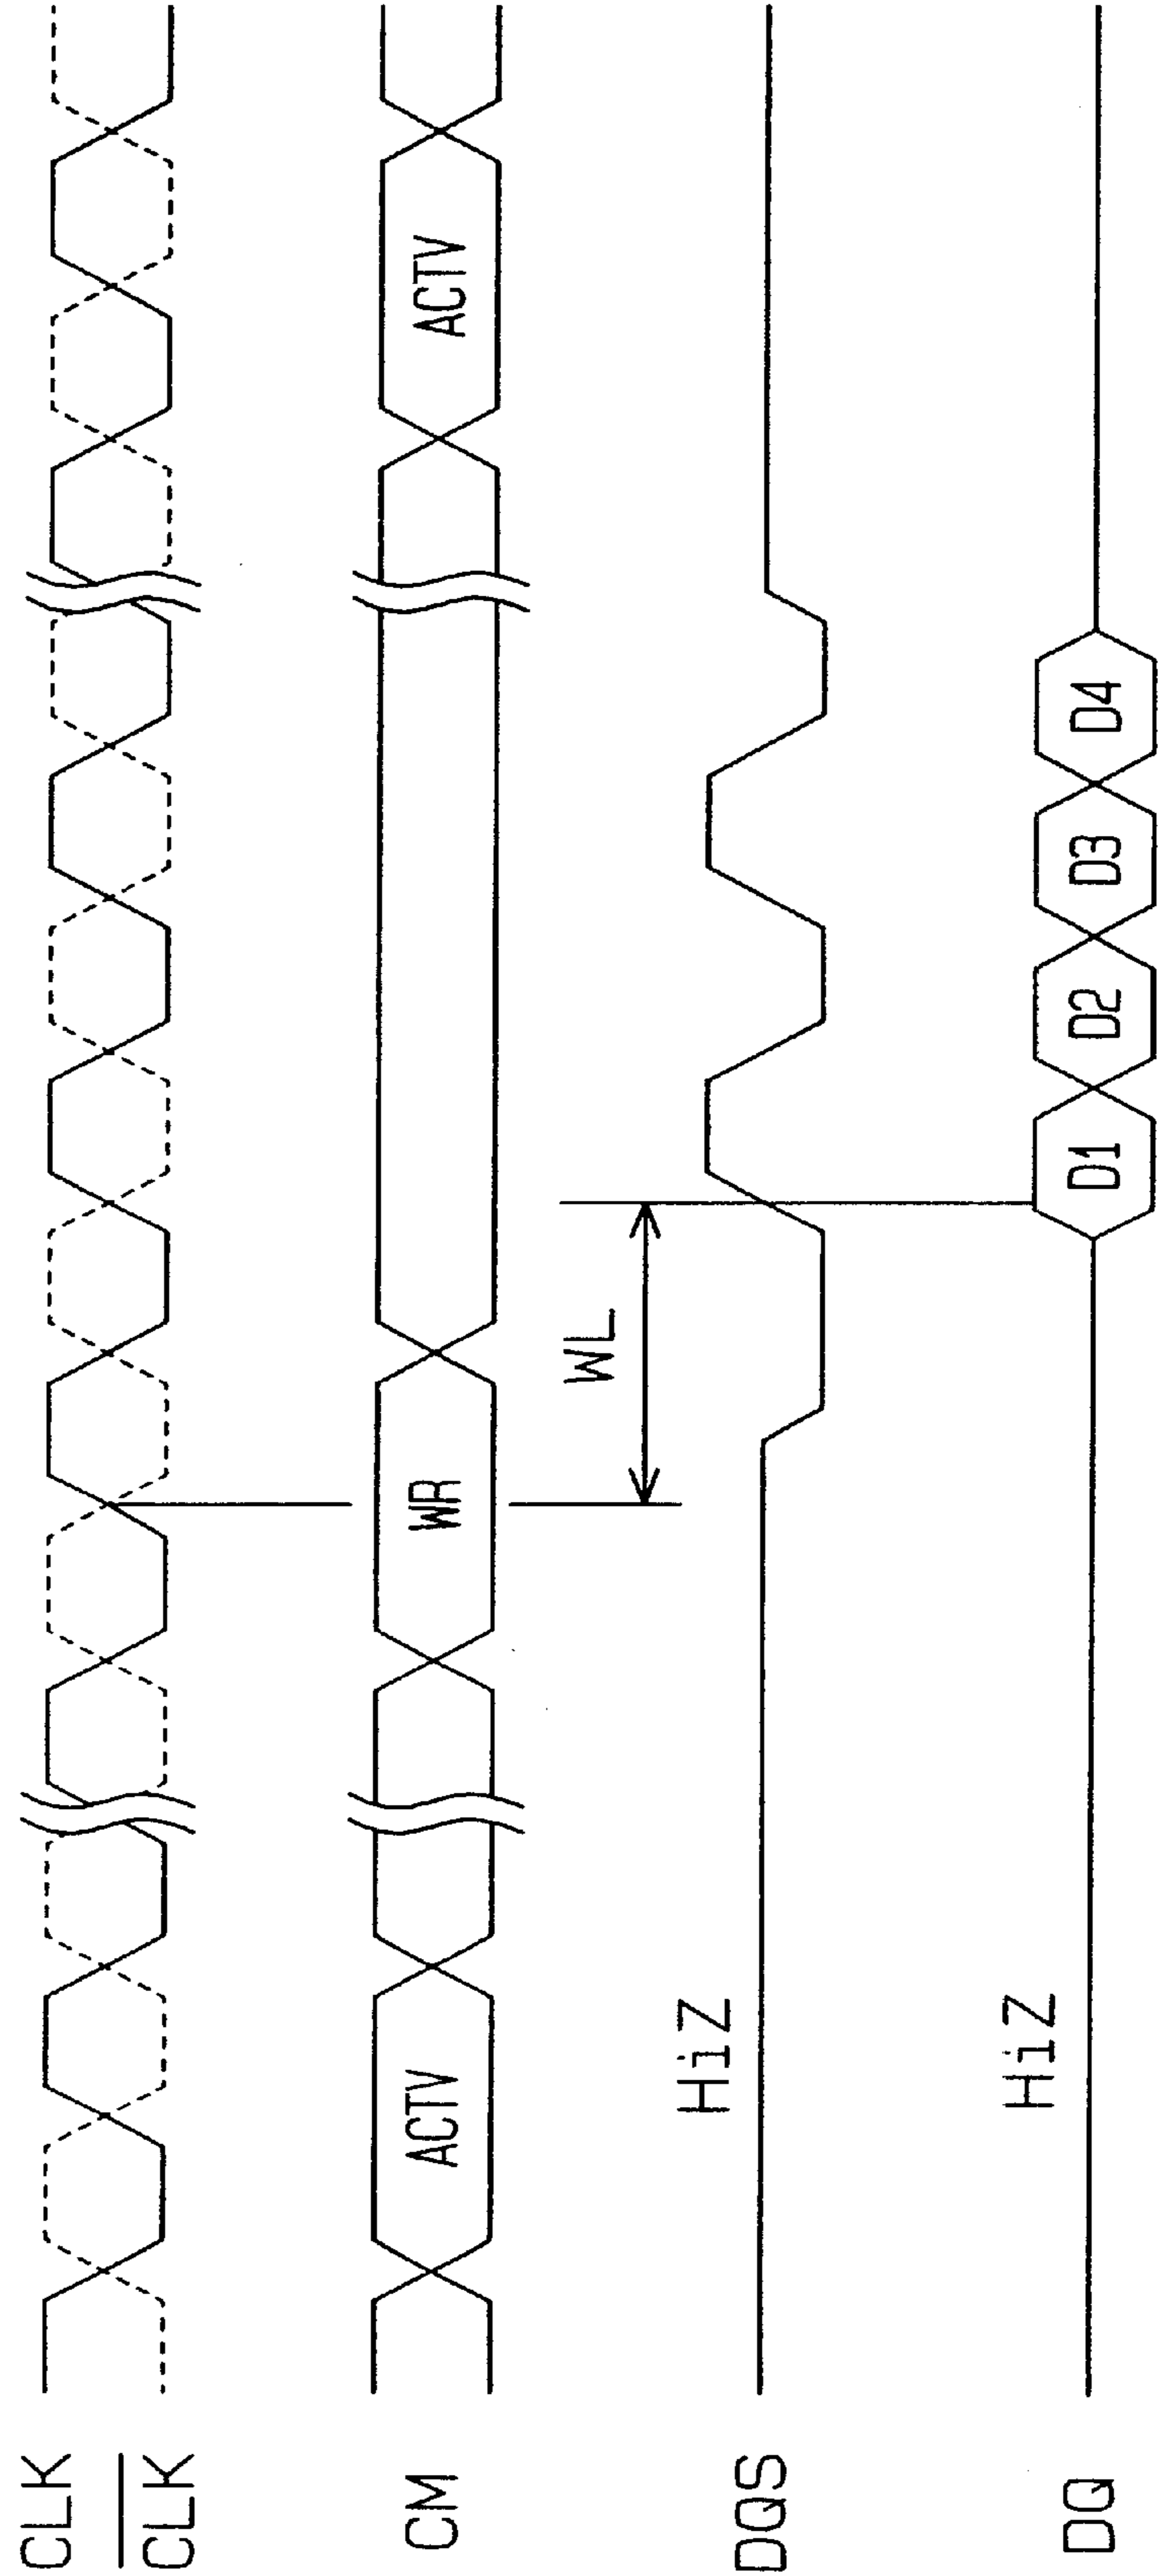 CLK
CLK
CM
ACTV
WR
ACTV
WL
DQS
HiZ
DQ
HiZ
D1
D2
D3
D4